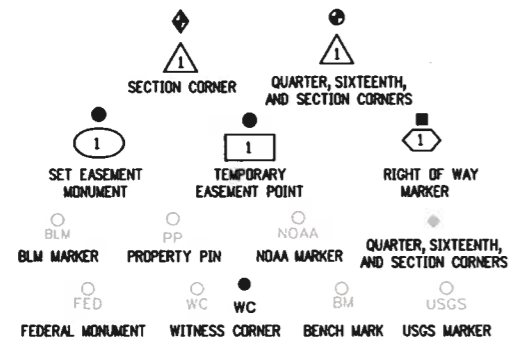 1
1
SECTION CORNER
QUARTER, SIXTEENTH,
AND SECTION CORNERS
1
1
1
SET EASEMENT
MONUMENT
TEMPORARY
EASEMENT POINT
RIGHT OF WAY
MARKER
BLM
PP
NOAA
BLM MARKER
PROPERTY PIN
NOAA MARKER
QUARTER, SIXTEENTH,
AND SECTION CORNERS
FED
WC
WC
BM
USGS
FEDERAL MONUMENT
WITNESS CORNER
BENCH MARK
USGS MARKER